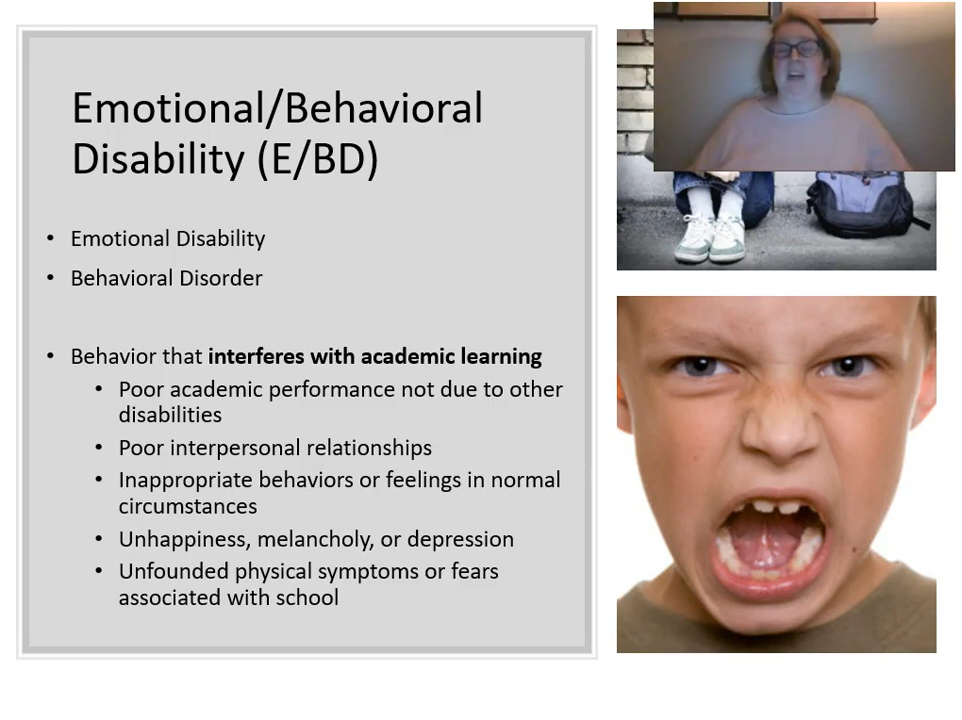 Emotional/Behavioral
Disability (E/BD)
• Emotional Disability
• Behavioral Disorder
• Behavior that interferes with academic learning
• Poor academic performance not due to other
disabilities
• Poor interpersonal relationships
• Inappropriate behaviors or feelings in normal
circumstances
• Unhappiness, melancholy, or depression
• Unfounded physical symptoms or fears
associated with school